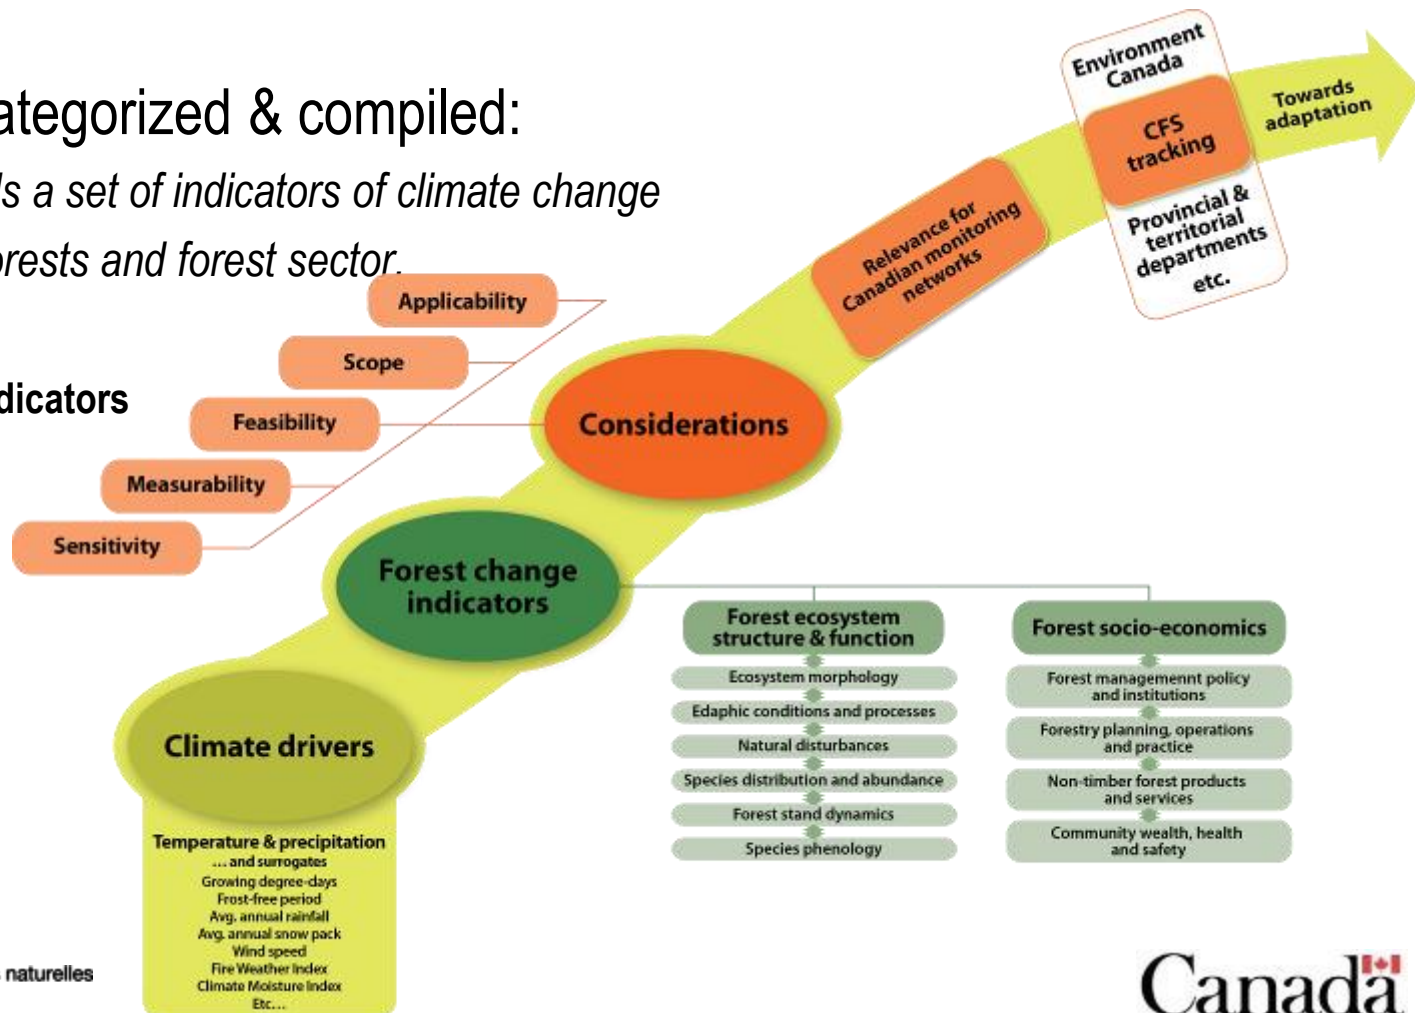 ategorized & compiled:
ls a set of indicators of climate change
orests and forest sector.
dicators
Environment
Canada
CFS
tracking
Provincial &
territorial
departments
etc.
Towards
adaptation
Relevance for
Canadian monitoring
networks
Applicability
Scope
Feasibility
Measurability
Sensitivity
Considerations
Forest change
indicators
Climate drivers
Temperature & precipitation
... and surrogates
Growing degree-days
Frost-free period
Avg. annual rainfall
Avg. annual snow pack
Wind speed
Fire Weather Index
Climate Moisture Index
Etc...
Forest ecosystem
structure & function
Ecosystem morphology
Edaphic conditions and processes
Natural disturbances
Species distribution and abundance
Forest stand dynamics
Species phenology
Forest socio-economics
Forest managemennt policy
and institutions
Forestry planning, operations
and practice
Non-timber forest products
and services
Community wealth, health
and safety
naturelles
Canada